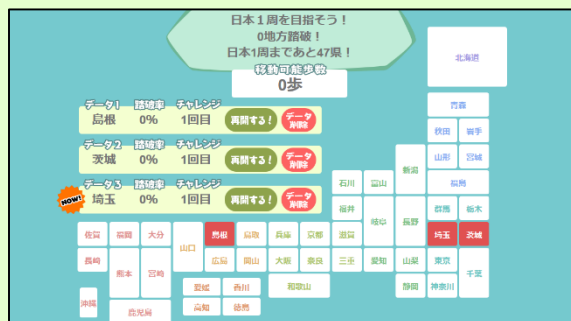 日本1周を目指そう！
0地方踏破！
日本1周まであと47県！
移動可能歩数
0歩
データ1 踏破率 チャレンジ
島根 0% 1回目 再開する！ データ削除
データ2 踏破率 チャレンジ
茨城 0% 1回目 再開する！ データ削除
データ3 踏破率 チャレンジ
NOW! 埼玉 0% 1回目 再開する！ データ削除
北海道
青森
秋田 岩手
山形 宮城
新潟
石川 富山 福島
福井 岐阜 長野 群馬 栃木
佐賀 福岡 大分 山口 島根 鳥取 兵庫 京都 滋賀 埼玉 茨城
長崎 熊本 宮崎 広島 岡山 大阪 奈良 三重 愛知 山梨 東京 千葉
沖縄 愛媛 香川 和歌山 静岡 神奈川
鹿児島 高知 徳島